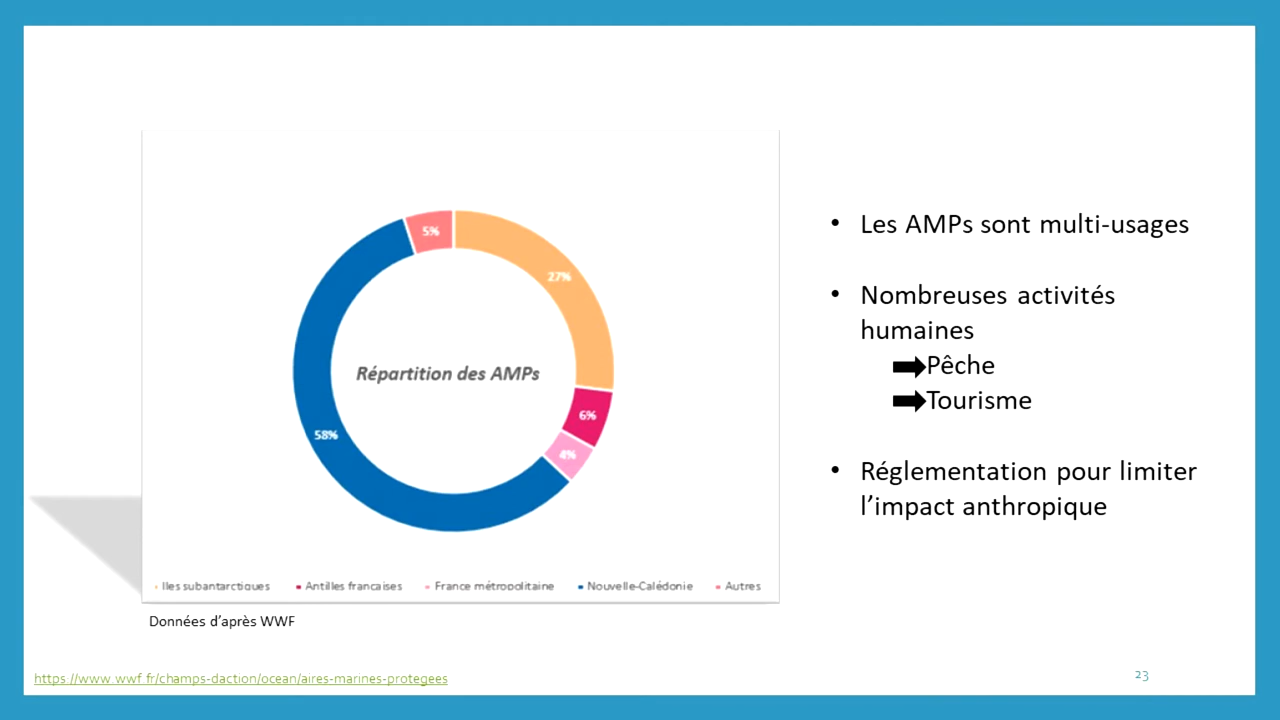 5%
27%
Répartition des AMPs
6%
58%
4%
Iles subantarctiques
Antilles françaises
France métropolitaine
Nouvelle-Calédonie
Autres
Données d’après WWF
• Les AMPs sont multi-usages
• Nombreuses activités
humaines
Pêche
Tourisme
• Réglementation pour limiter
l’impact anthropique
https://www.wwf.fr/champs-daction/ocean/aires-marines-protegees
23